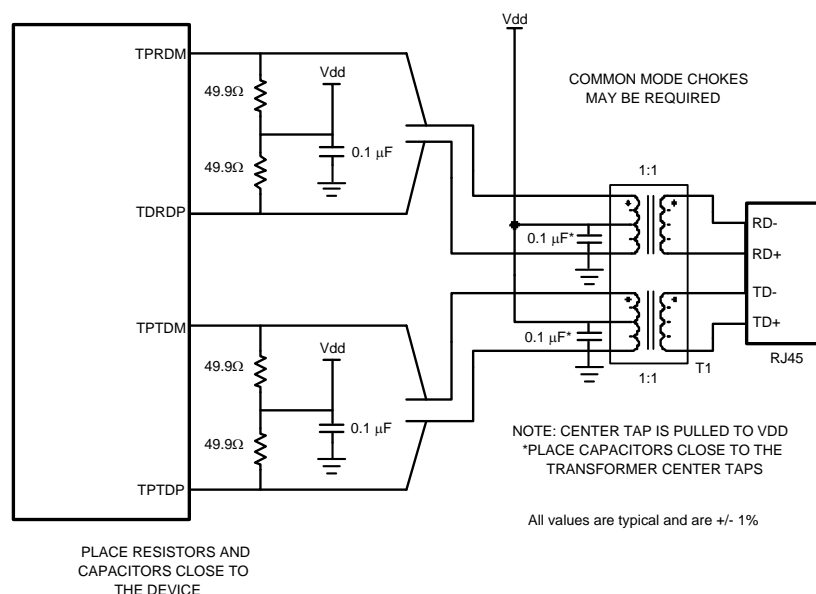 Vdd
TPRDM
Vdd
COMMON MODE CHOKES
MAY BE REQUIRED
49.9Ω
0.1 µF
49.9Ω
1:1
TDRDP
0.1 µF*
RD-
RD+
TD-
TPTDM
0.1 µF*
TD+
Vdd
49.9Ω
T1
RJ45
1:1
0.1 µF
49.9Ω
NOTE: CENTER TAP IS PULLED TO VDD
*PLACE CAPACITORS CLOSE TO THE
TRANSFORMER CENTER TAPS
TPTDP
All values are typical and are +/- 1%
PLACE RESISTORS AND
CAPACITORS CLOSE TO
THE DEVICE